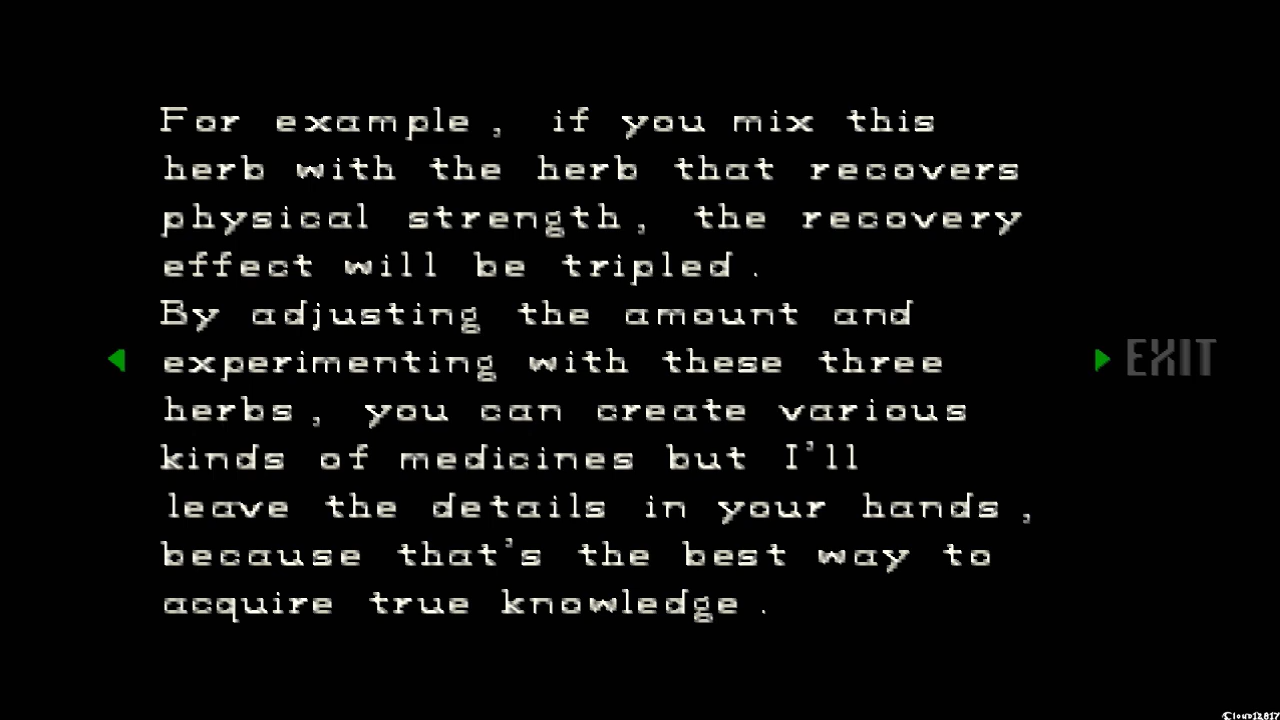 For example, if you mix this
herb with the herb that recovers
physical strength, the recovery
effect will be tripled.
By adjusting the amount and
experimenting with these three
herbs, you can create various
kinds of medicines but I'll
leave the details in your hands,
because that's the best way to
acquire true knowledge.
EXIT